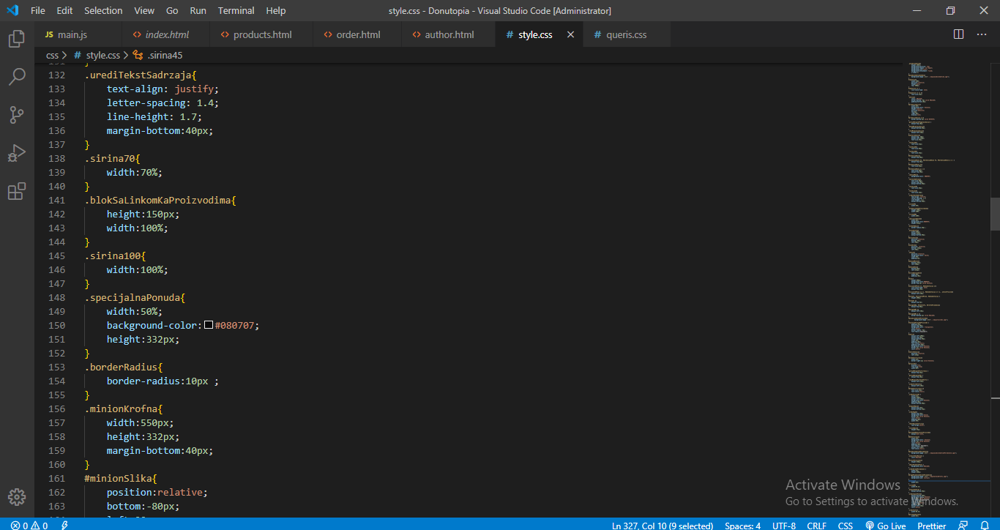 File Edit Selection View Go Run Terminal Help style.css - Donutopia - Visual Studio Code [Administrator]
JS main.js <> index.html <> products.html <> order.html <> author.html # style.css # queris.css
css > # style.css > .sirina45
131 }
132 .urediTekstSadrzaja{
133 text-align: justify;
134 letter-spacing: 1.4;
135 line-height: 1.7;
136 margin-bottom:40px;
137 }
138 .sirina70{
139 width:70%;
140 }
141 .blokSaLinkomKaProizvodima{
142 height:150px;
143 width:100%;
144 }
145 .sirina100{
146 width:100%;
147 }
148 .specijalnaPonuda{
149 width:50%;
150 background-color:#080707;
151 height:332px;
152 }
153 .borderRadius{
154 border-radius:10px ;
155 }
156 .minionKrofna{
157 width:550px;
158 height:332px;
159 margin-bottom:40px;
160 }
161 #minionSlika{
162 position:relative;
163 bottom:-80px;
Activate Windows
Go to Settings to activate Windows.
0 0 Ln 327, Col 10 (9 selected) Spaces: 4 UTF-8 CRLF CSS Go Live Prettier